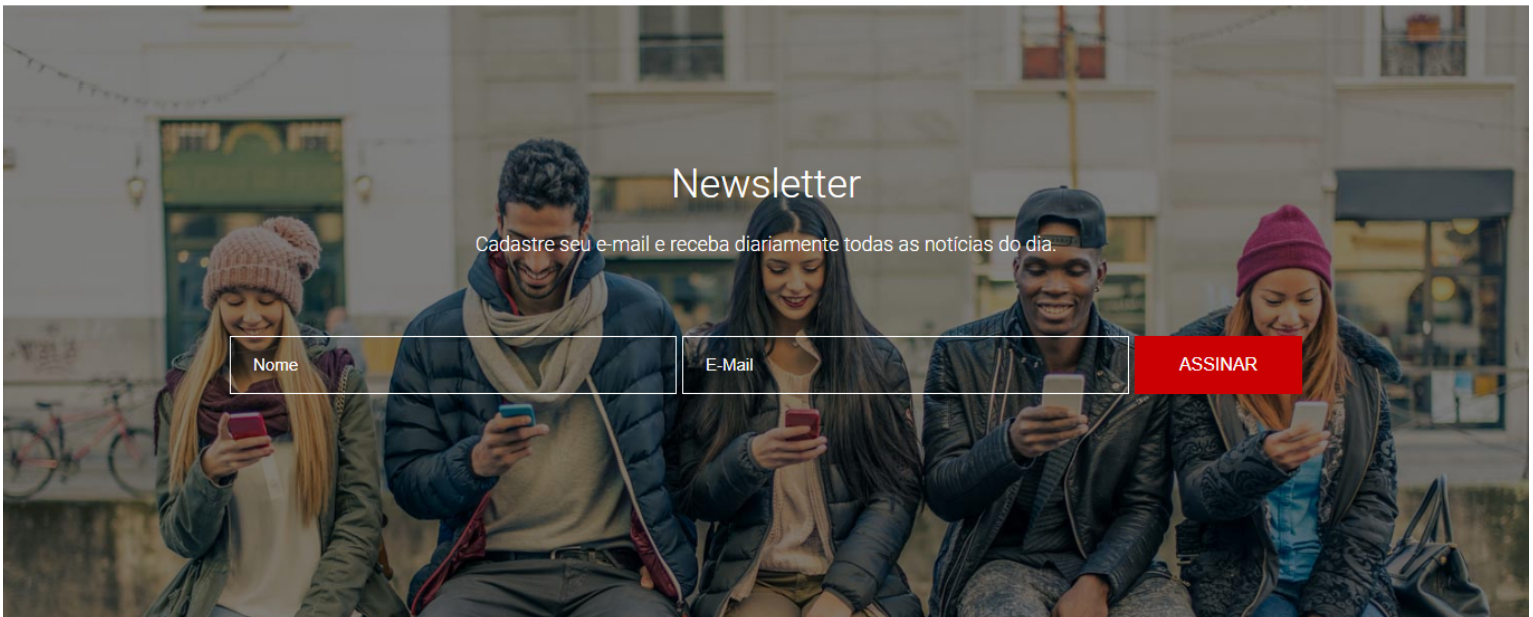 Newsletter
Cadastre seu e-mail e receba diariamente todas as notícias do dia.
Nome
E-Mail
ASSINAR